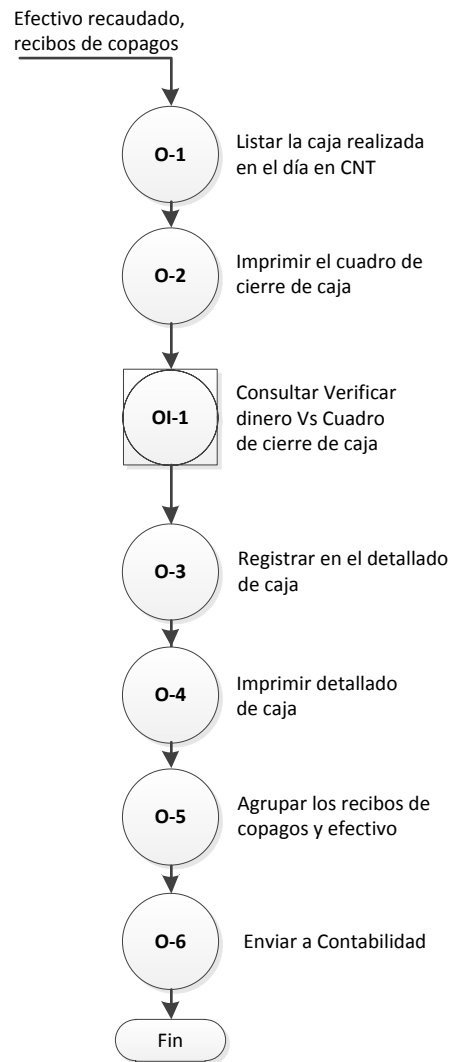 Efectivo recaudado,
recibos de copagos
O-1
Listar la caja realizada
en el día en CNT
O-2
Imprimir el cuadro de
cierre de caja
OI-1
Consultar Verificar
dinero Vs Cuadro
de cierre de caja
O-3
Registrar en el detallado
de caja
O-4
Imprimir detallado
de caja
O-5
Agrupar los recibos de
copagos y efectivo
O-6
Enviar a Contabilidad
Fin